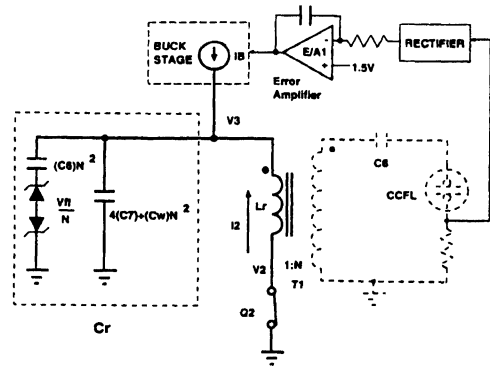 BUCK
STAGE
IB
E/A1
-
+
1.5V
RECTIFIER
Error
Amplifier
V3
(C6)N 2
Vfl
N
4(C7)+(Cw)N 2
Cr
I2
Lr
V2
1:N
T1
Q2
C6
CCFL